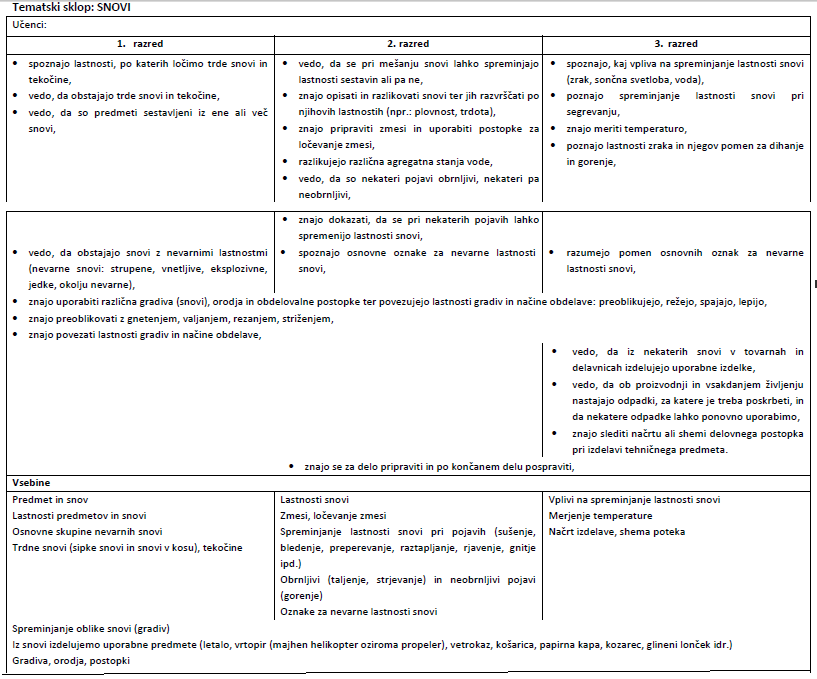 Tematski sklop: SNOVI
Učenci:
1. razred
2. razred
3. razred
• spoznajo lastnosti, po katerih ločimo trde snovi in
tekočine,
• vedo, da obstajajo trde snovi in tekočine,
• vedo, da so predmeti sestavljeni iz ene ali več
snovi,
• vedo, da se pri mešanju snovi lahko spreminjajo
lastnosti sestavin ali pa ne,
• znajo opisati in razlikovati snovi ter jih razvrščati po
njihovih lastnostih (npr.: plovnost, trdota),
• znajo pripraviti zmesi in uporabiti postopke za
ločevanje zmesi,
• razlikujejo različna agregatna stanja vode,
• vedo, da so nekateri pojavi obrnljivi, nekateri pa
neobrnljivi,
• spoznajo, kaj vpliva na spreminjanje lastnosti snovi
(zrak, sončna svetloba, voda),
• poznajo spreminjanje lastnosti snovi pri
segrevanju,
• znajo meriti temperaturo,
• poznajo lastnosti zraka in njegov pomen za dihanje
in gorenje,
• znajo dokazati, da se pri nekaterih pojavih lahko
spremenijo lastnosti snovi,
• vedo, da obstajajo snovi z nevarnimi lastnostmi
(nevarne snovi: strupene, vnetljive, eksplozivne,
jedke, okolju nevarne),
• spoznajo osnovne oznake za nevarne lastnosti
snovi,
• razumejo pomen osnovnih oznak za nevarne
lastnosti snovi,
• znajo uporabiti različna gradiva (snovi), orodja in obdelovalne postopke ter povezujejo lastnosti gradiv in načine obdelave: preoblikujejo, režejo, spajajo, lepijo,
• znajo preoblikovati z gnetenjem, valjanjem, rezanjem, striženjem,
• znajo povezati lastnosti gradiv in načine obdelave,
• vedo, da iz nekaterih snovi v tovarnah in
delavnicah izdelujejo uporabne izdelke,
• vedo, da ob proizvodnji in vsakdanjem življenju
nastajajo odpadki, za katere je treba poskrbeti, in
da nekatere odpadke lahko ponovno uporabimo,
• znajo slediti načrtu ali shemi delovnega postopka
pri izdelavi tehničnega predmeta.
• znajo se za delo pripraviti in po končanem delu pospraviti,
Vsebine
Predmet in snov
Lastnosti predmetov in snovi
Osnovne skupine nevarnih snovi
Trdne snovi (sipke snovi in snovi v kosu), tekočine
Lastnosti snovi
Zmesi, ločevanje zmesi
Spreminjanje lastnosti snovi pri pojavih (sušenje,
bledenje, preperevanje, raztapljanje, rjavenje, gnitje
ipd.)
Obrnljivi (taljenje, strjevanje) in neobrnljivi pojavi
(gorenje)
Oznake za nevarne lastnosti snovi
Vplivi na spreminjanje lastnosti snovi
Merjenje temperature
Načrt izdelave, shema poteka
Spreminjanje oblike snovi (gradiv)
Iz snovi izdelujemo uporabne predmete (letalo, vrtopir (majhen helikopter oziroma propeler), vetrokaz, košarica, papirna kapa, kozarec, glineni lonček idr.)
Gradiva, orodja, postopki